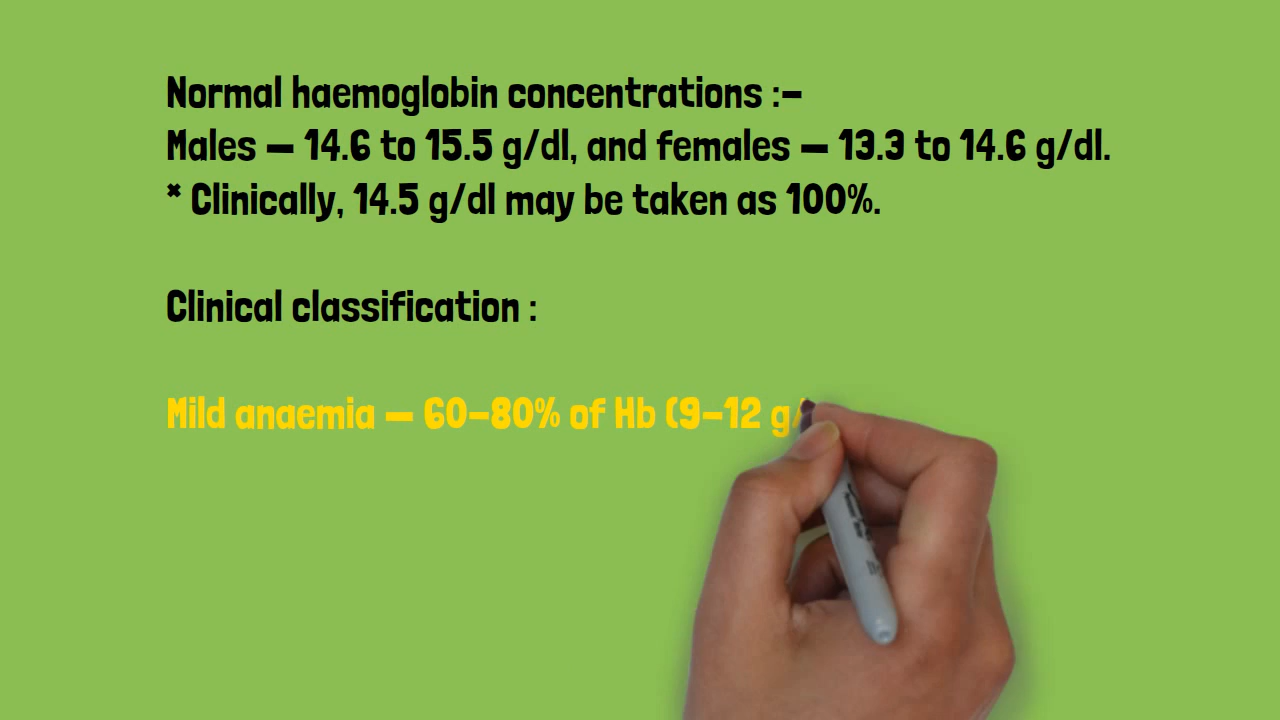 Normal haemoglobin concentrations :-
Males — 14.6 to 15.5 g/dl, and females — 13.3 to 14.6 g/dl.
* Clinically, 14.5 g/dl may be taken as 100%.
Clinical classification :
Mild anaemia — 60-80% of Hb (9-12 g/